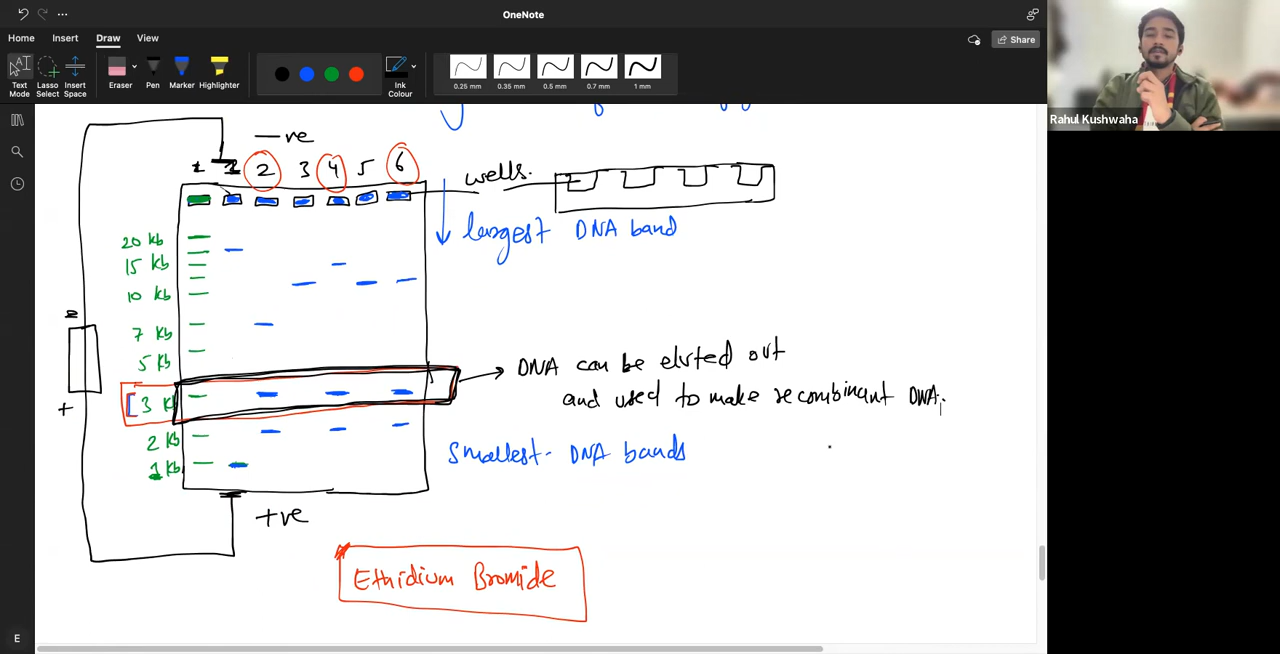 OneNote
Home Insert Draw View
Share
Text Mode
Lasso Select
Insert Space
Eraser
Pen
Marker
Highlighter
Ink Colour
0.25 mm
0.35 mm
0.5 mm
0.7 mm
1 mm
Rahul Kushwaha
-ve
2 3 4 5 6
wells.
largest DNA band
20 kb
15 Kb
10 Kb
7 Kb
5 Kb
3 K
2 Kb
1 Kb
+
DNA can be eluted out
and used to make recombinant DNA.
Smallest- DNA bands
+ve
Ethidium Bromide
E